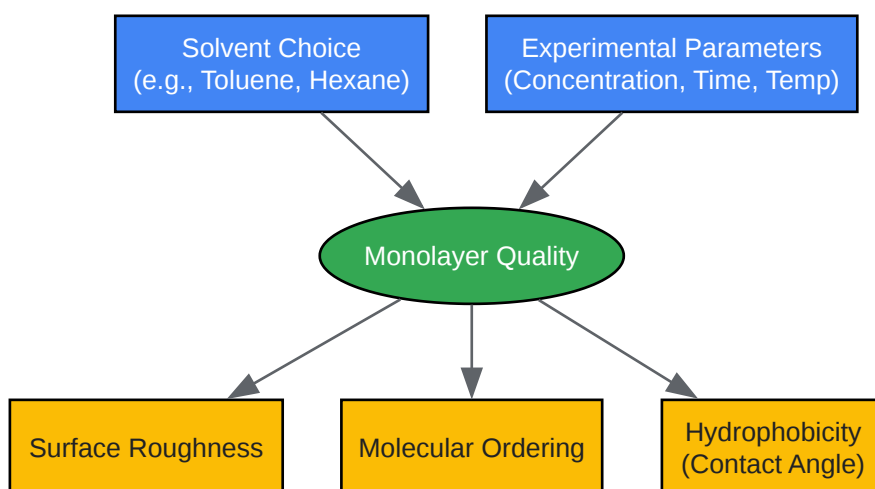 Solvent Choice
(e.g., Toluene, Hexane)
Experimental Parameters
(Concentration, Time, Temp)
Monolayer Quality
Surface Roughness
Molecular Ordering
Hydrophobicity
(Contact Angle)